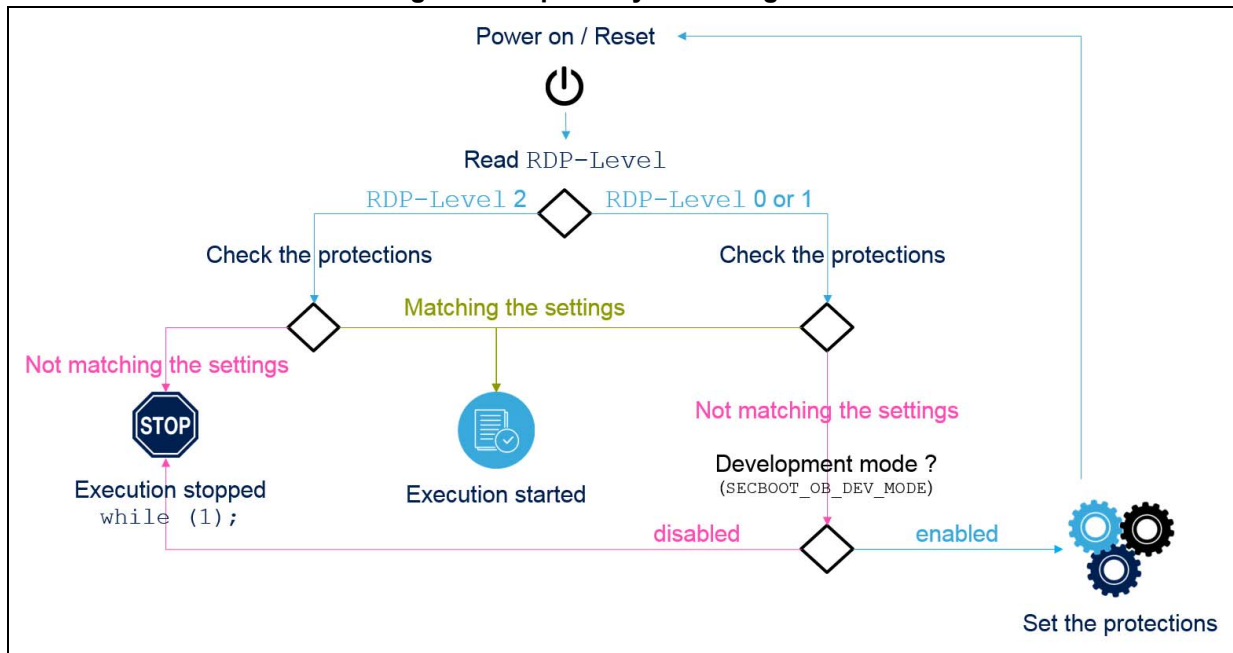 Power on / Reset
Read RDP-Level
RDP-Level 2
RDP-Level 0 or 1
Check the protections
Check the protections
Matching the settings
Not matching the settings
STOP
Not matching the settings
Development mode ?
(SECBOOT_OB_DEV_MODE)
Execution stopped
while (1);
Execution started
disabled
enabled
Set the protections